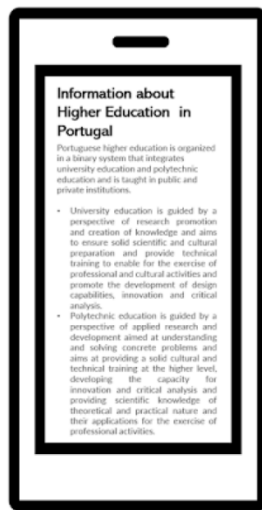 Information about
Higher Education in
Portugal
Portuguese higher education is organized
in a binary system that integrates
university education and polytechnic
education and is taught in public and
private institutions.
• University education is guided by a
perspective of research promotion
and creation of knowledge and aims
to ensure solid scientific and cultural
preparation and provide technical
training to enable for the exercise of
professional and cultural activities and
promote the development of design
capabilities, innovation and critical
analysis.
• Polytechnic education is guided by a
perspective of applied research and
development aimed at understanding
and solving concrete problems and
aims at providing a solid cultural and
technical training at the higher level,
developing the capacity for
innovation and critical analysis and
providing scientific knowledge of
theoretical and practical nature and
their applications for the exercise of
professional activities.